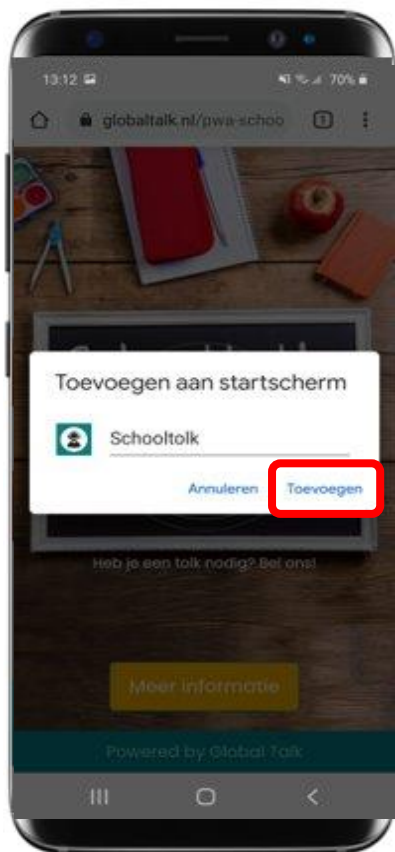 13:12 70%
globaltalk.nl/pwa-schoo 1
Toevoegen aan startscherm
Schooltolk
Annuleren Toevoegen
Heb je een tolk nodig? Bel ons!
Meer informatie
Powered by Global Talk